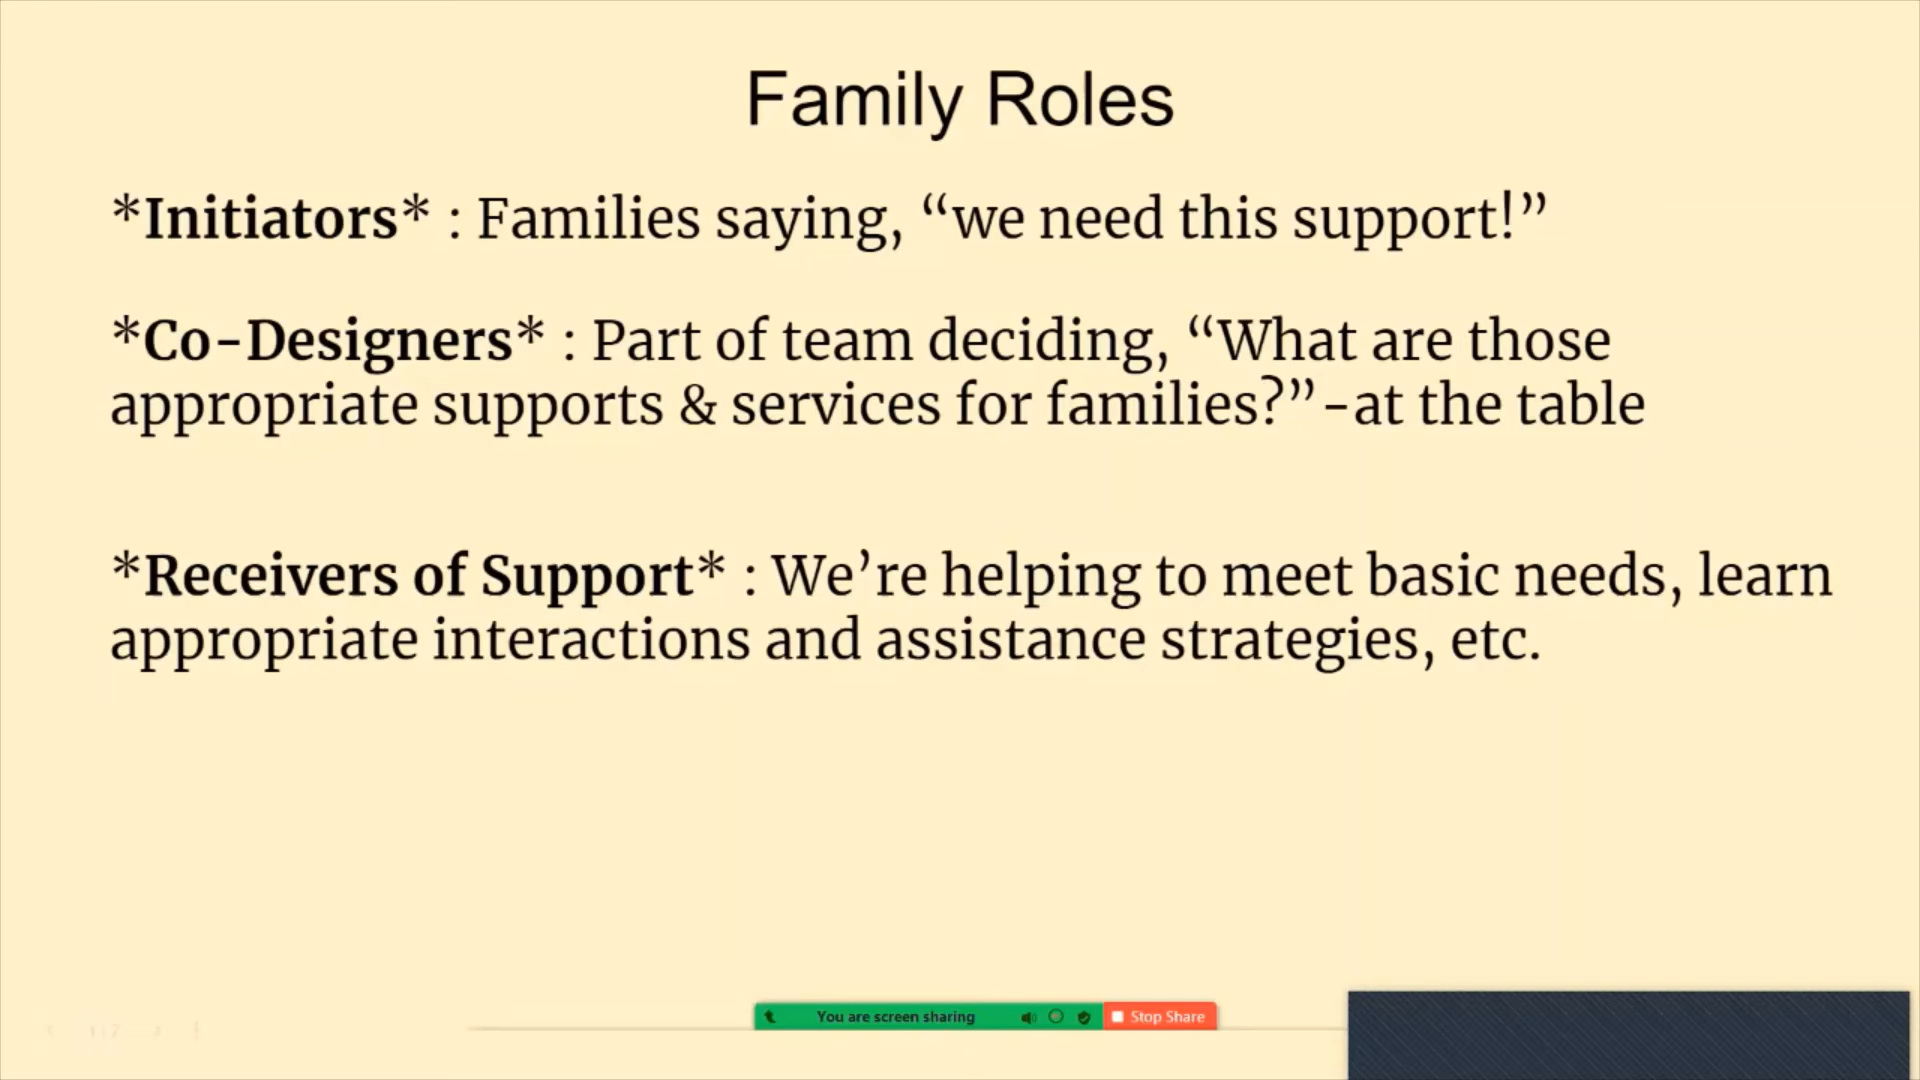 Family Roles
*Initiators* : Families saying, “we need this support!”
*Co-Designers* : Part of team deciding, “What are those
appropriate supports & services for families?”-at the table
*Receivers of Support* : We’re helping to meet basic needs, learn
appropriate interactions and assistance strategies, etc.
You are screen sharing
Stop Share